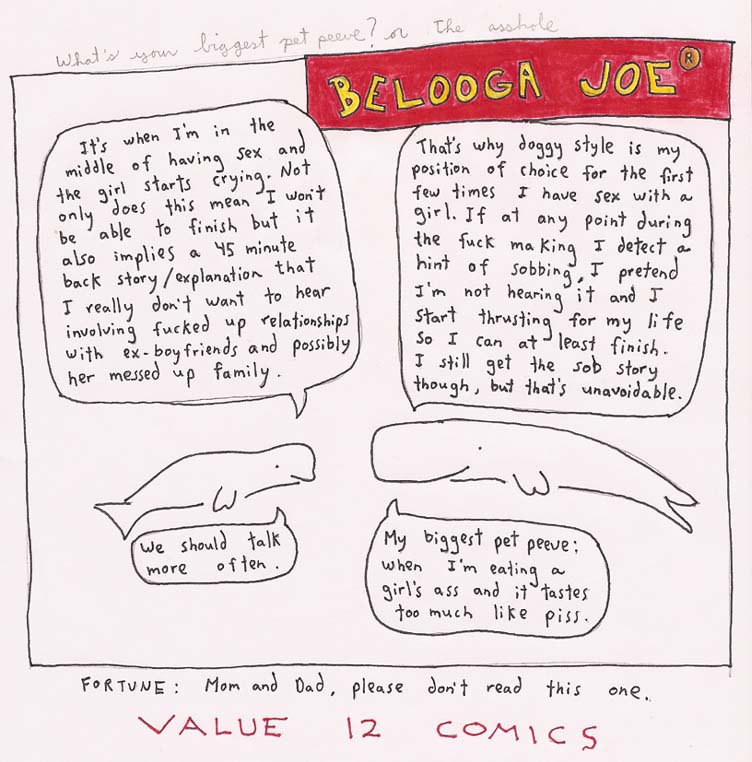 What's your biggest pet peeve? or The asshole
BELOOGA JOE®
It's when I'm in the
middle of having sex and
the girl starts crying. Not
only does this mean I won't
be able to finish but it
also implies a 45 minute
back story/explanation that
I really don't want to hear
involving fucked up relationships
with ex-boyfriends and possibly
her messed up family.
That's why doggy style is my
position of choice for the first
few times I have sex with a
girl. If at any point during
the fuck making I detect a
hint of sobbing, I pretend
I'm not hearing it and I
start thrusting for my life
so I can at least finish.
I still get the sob story
though, but that's unavoidable.
We should talk
more often.
My biggest pet peeve:
when I'm eating a
girl's ass and it tastes
too much like piss.
FORTUNE: Mom and Dad, please don't read this one.
VALUE 12 COMICS